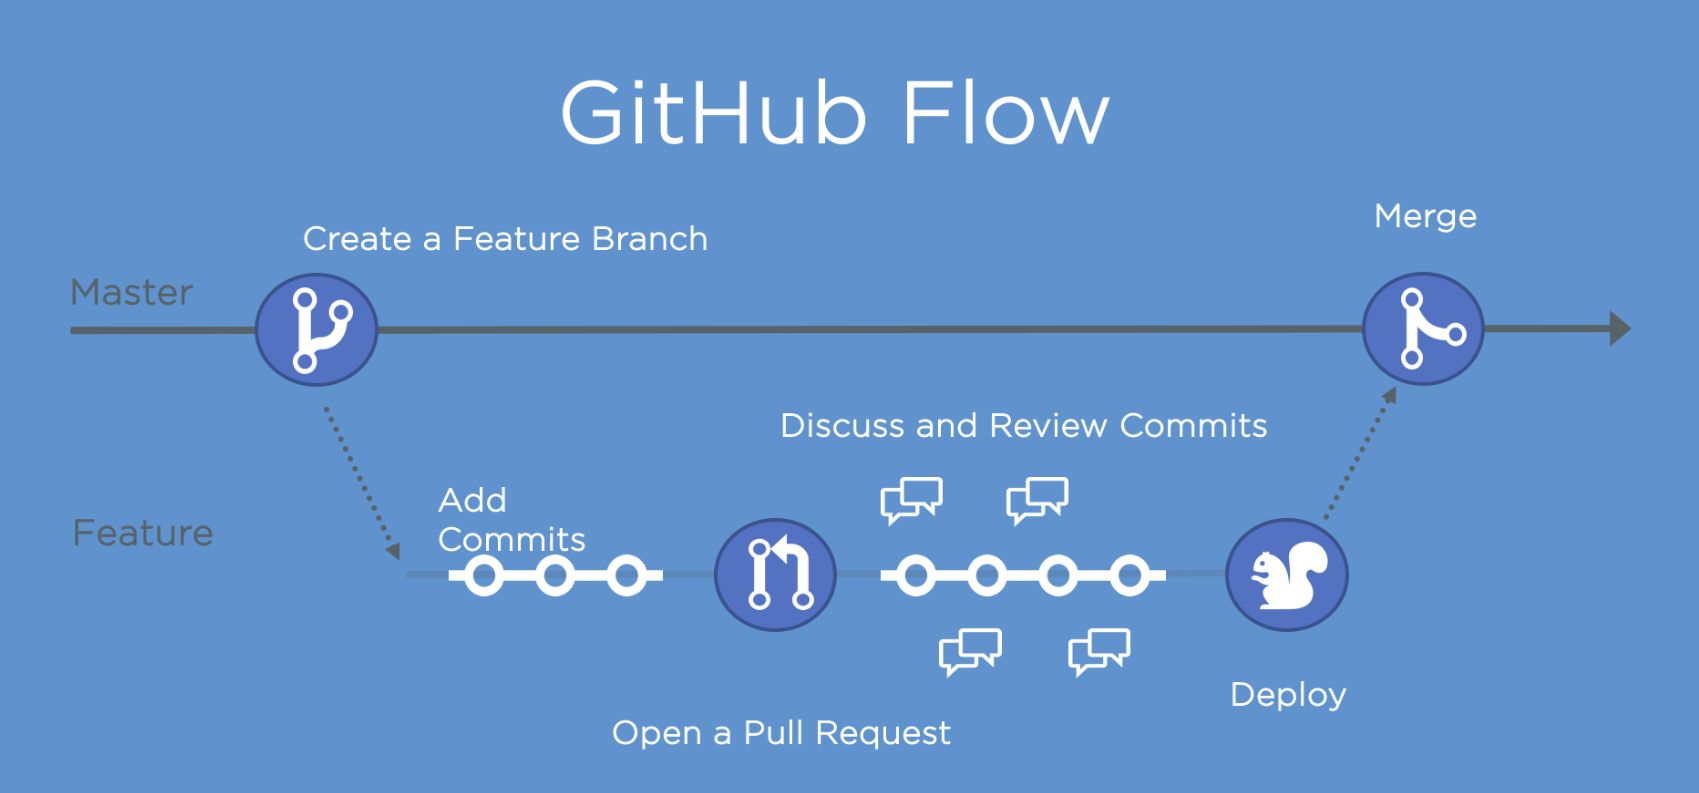 GitHub Flow
Merge
Create a Feature Branch
Master
Discuss and Review Commits
Add
Commits
Feature
Deploy
Open a Pull Request